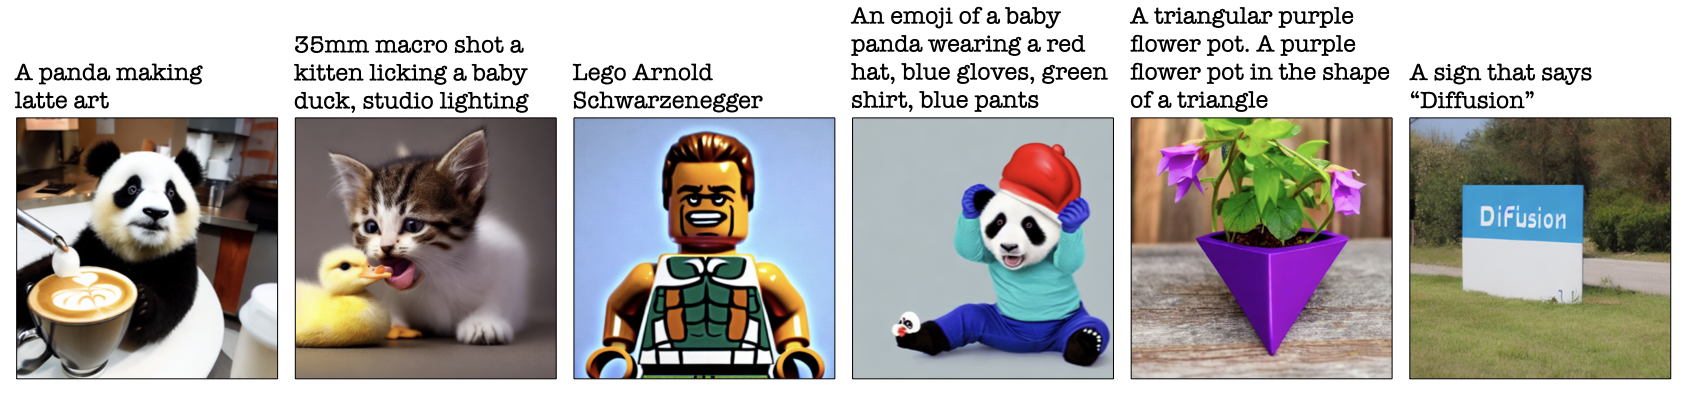 A panda making
latte art
35mm macro shot a
kitten licking a baby
duck, studio lighting
Lego Arnold
Schwarzenegger
An emoji of a baby
panda wearing a red
hat, blue gloves, green
shirt, blue pants
A triangular purple
flower pot. A purple
flower pot in the shape
of a triangle
A sign that says
“Diffusion”
DiFusion